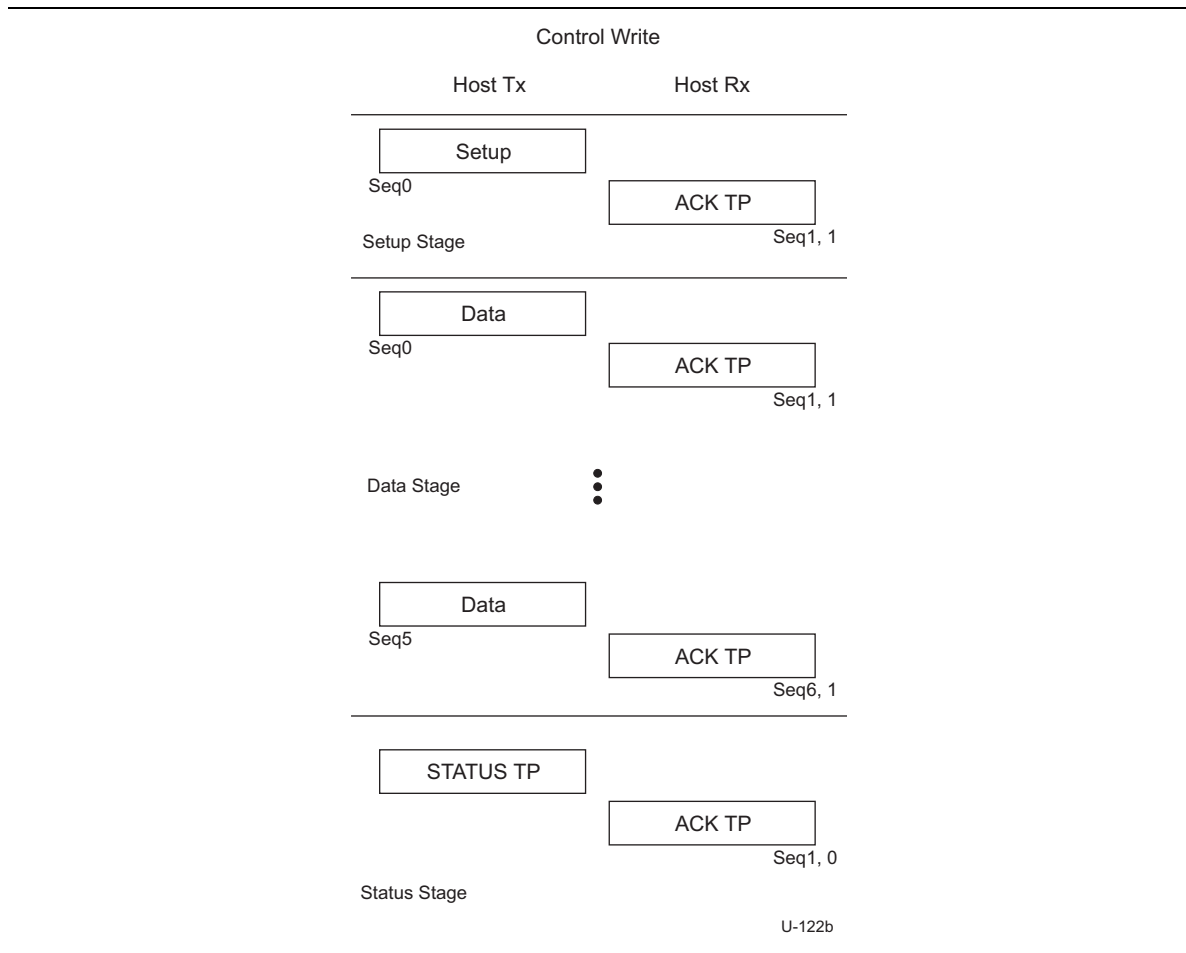 Control Write
Host Tx Host Rx
Setup
Seq0
ACK TP
Seq1, 1
Setup Stage
Data
Seq0
ACK TP
Seq1, 1
Data Stage
Data
Seq5
ACK TP
Seq6, 1
STATUS TP
ACK TP
Seq1, 0
Status Stage
U-122b